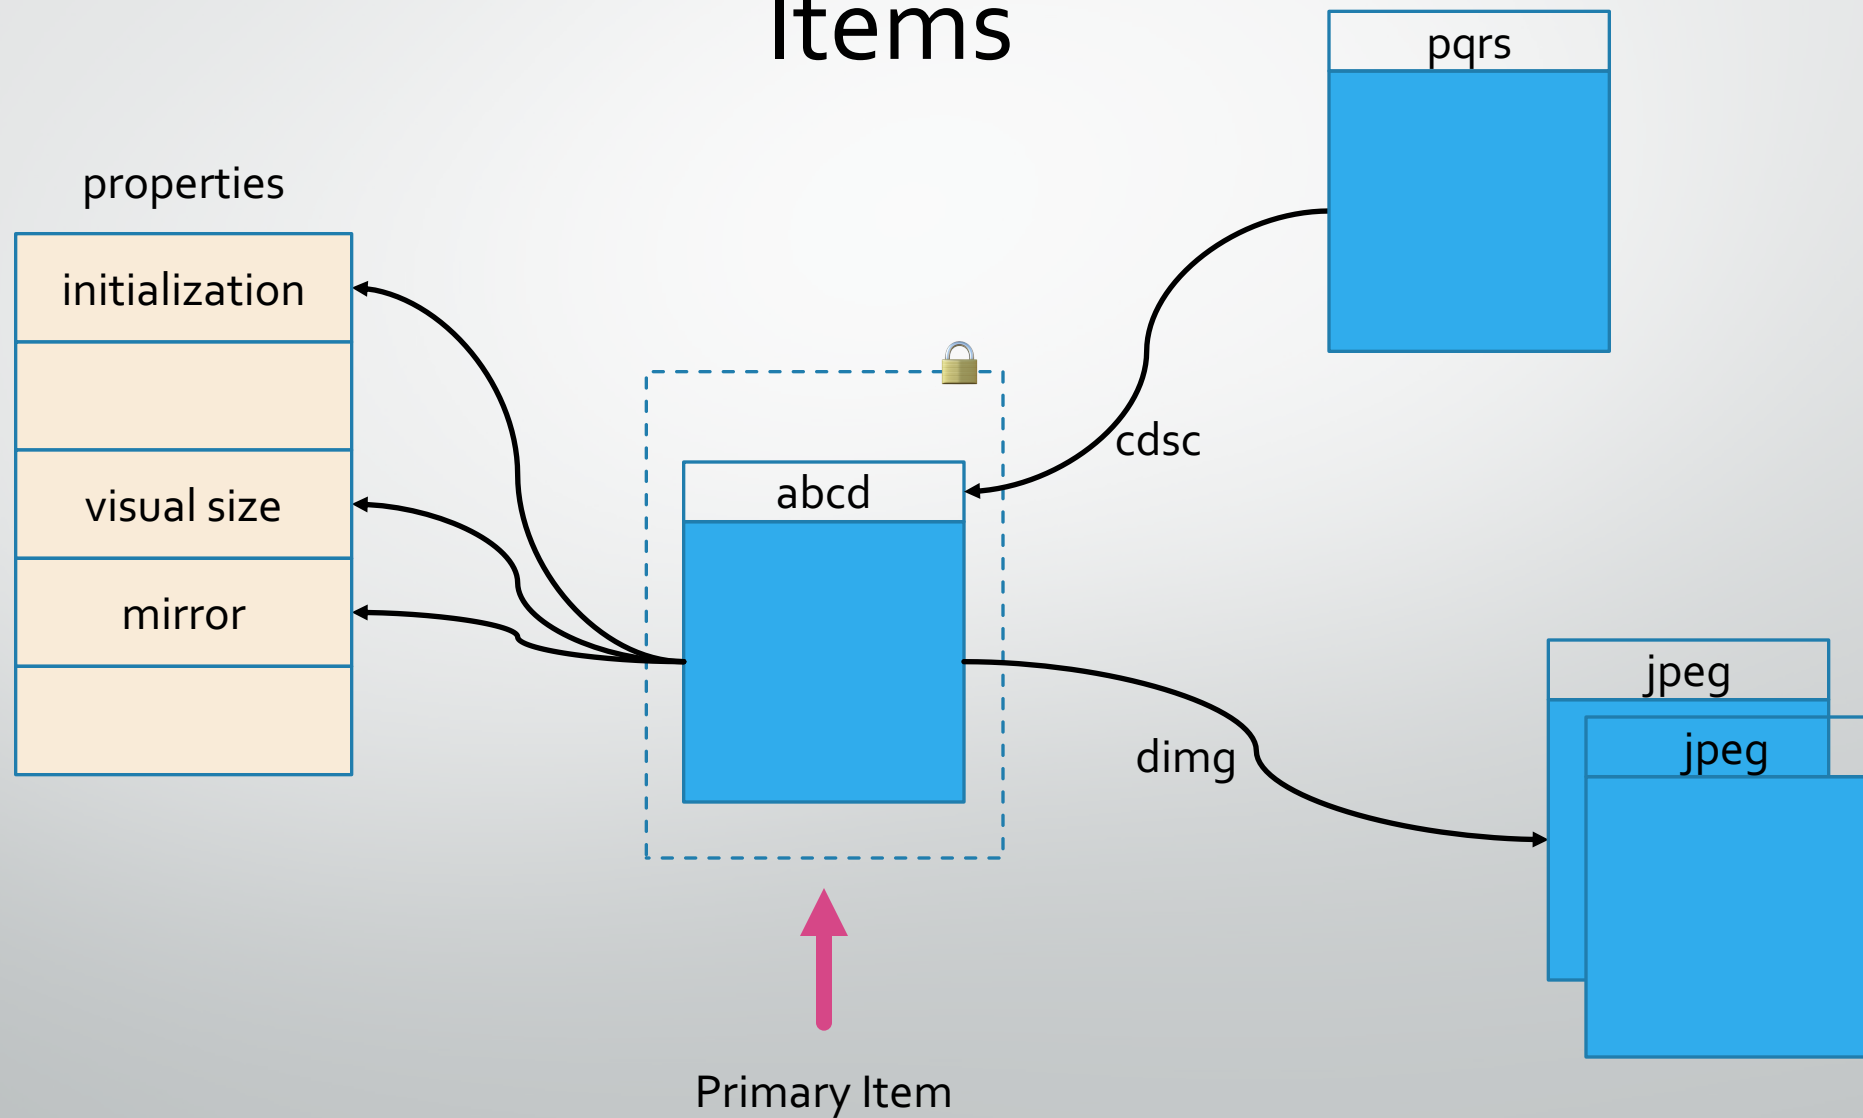 Items
pqrs
properties
initialization
visual size
mirror
cdsc
abcd
dimg
jpeg
jpeg
Primary Item